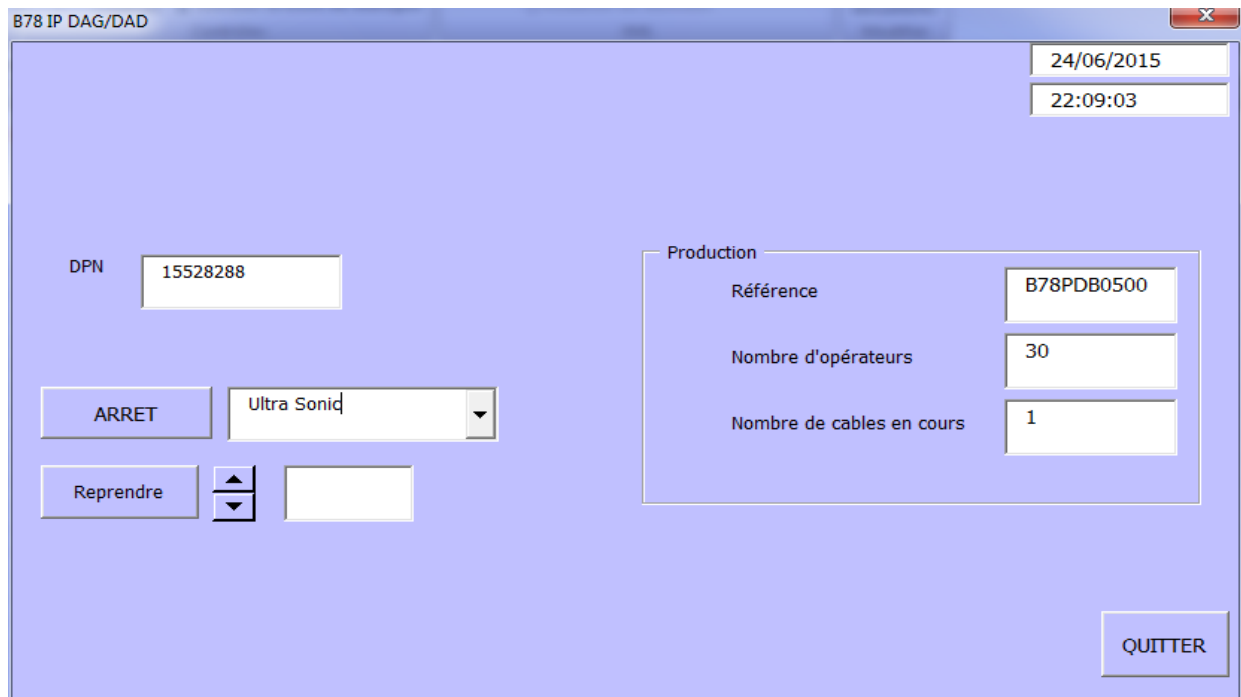 B78 IP DAG/DAD
24/06/2015
22:09:03
DPN
15528288
Production
Référence
B78PDB0500
Nombre d'opérateurs
30
Nombre de cables en cours
1
ARRET
Ultra Sonic
Reprendre
QUITTER